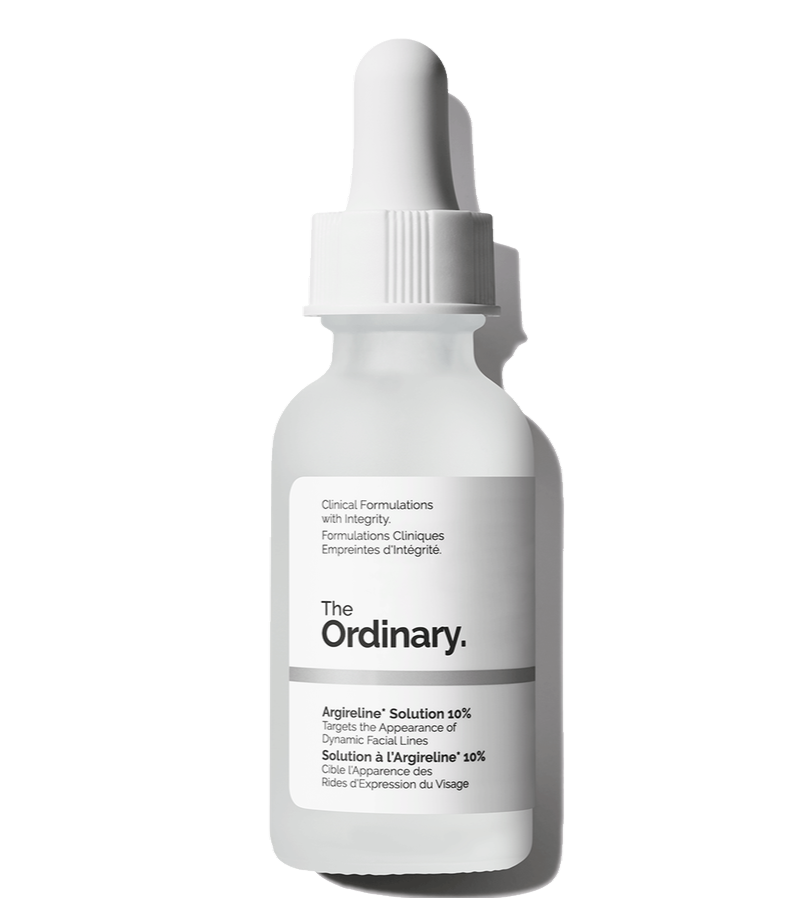 Clinical Formulations
with Integrity.
Formulations Cliniques
Empreintes d'Intégrité.
The
Ordinary.
Argireline* Solution 10%
Targets the Appearance of
Dynamic Facial Lines
Solution à l'Argireline* 10%
Cible l'Apparence des
Rides d'Expression du Visage